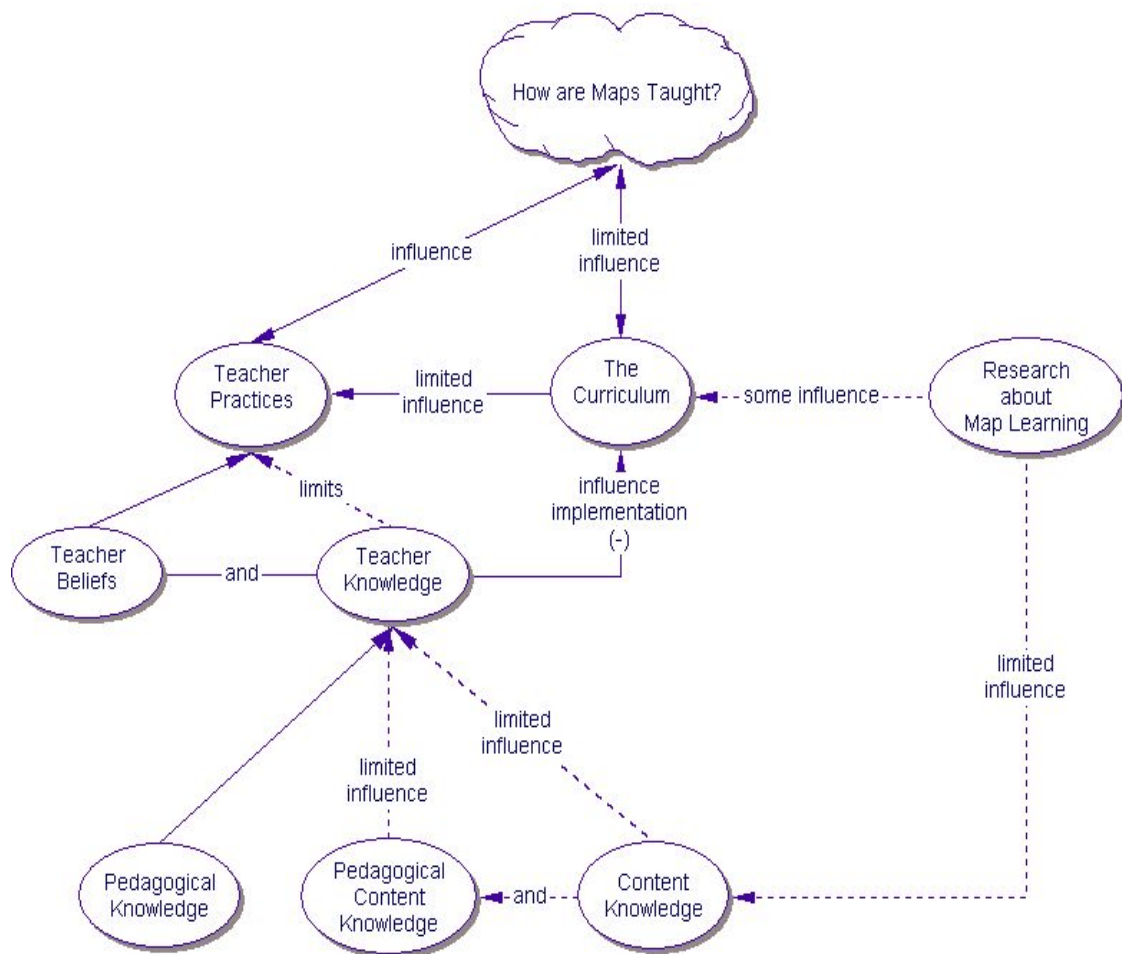 How are Maps Taught?
influence
limited
influence
Teacher
Practices
limited
influence
The
Curriculum
some influence
Research
about
Map Learning
limits
influence
implementation
(-)
Teacher
Beliefs
and
Teacher
Knowledge
limited
influence
limited
influence
limited
influence
Pedagogical
Knowledge
Pedagogical
Content
Knowledge
and
Content
Knowledge